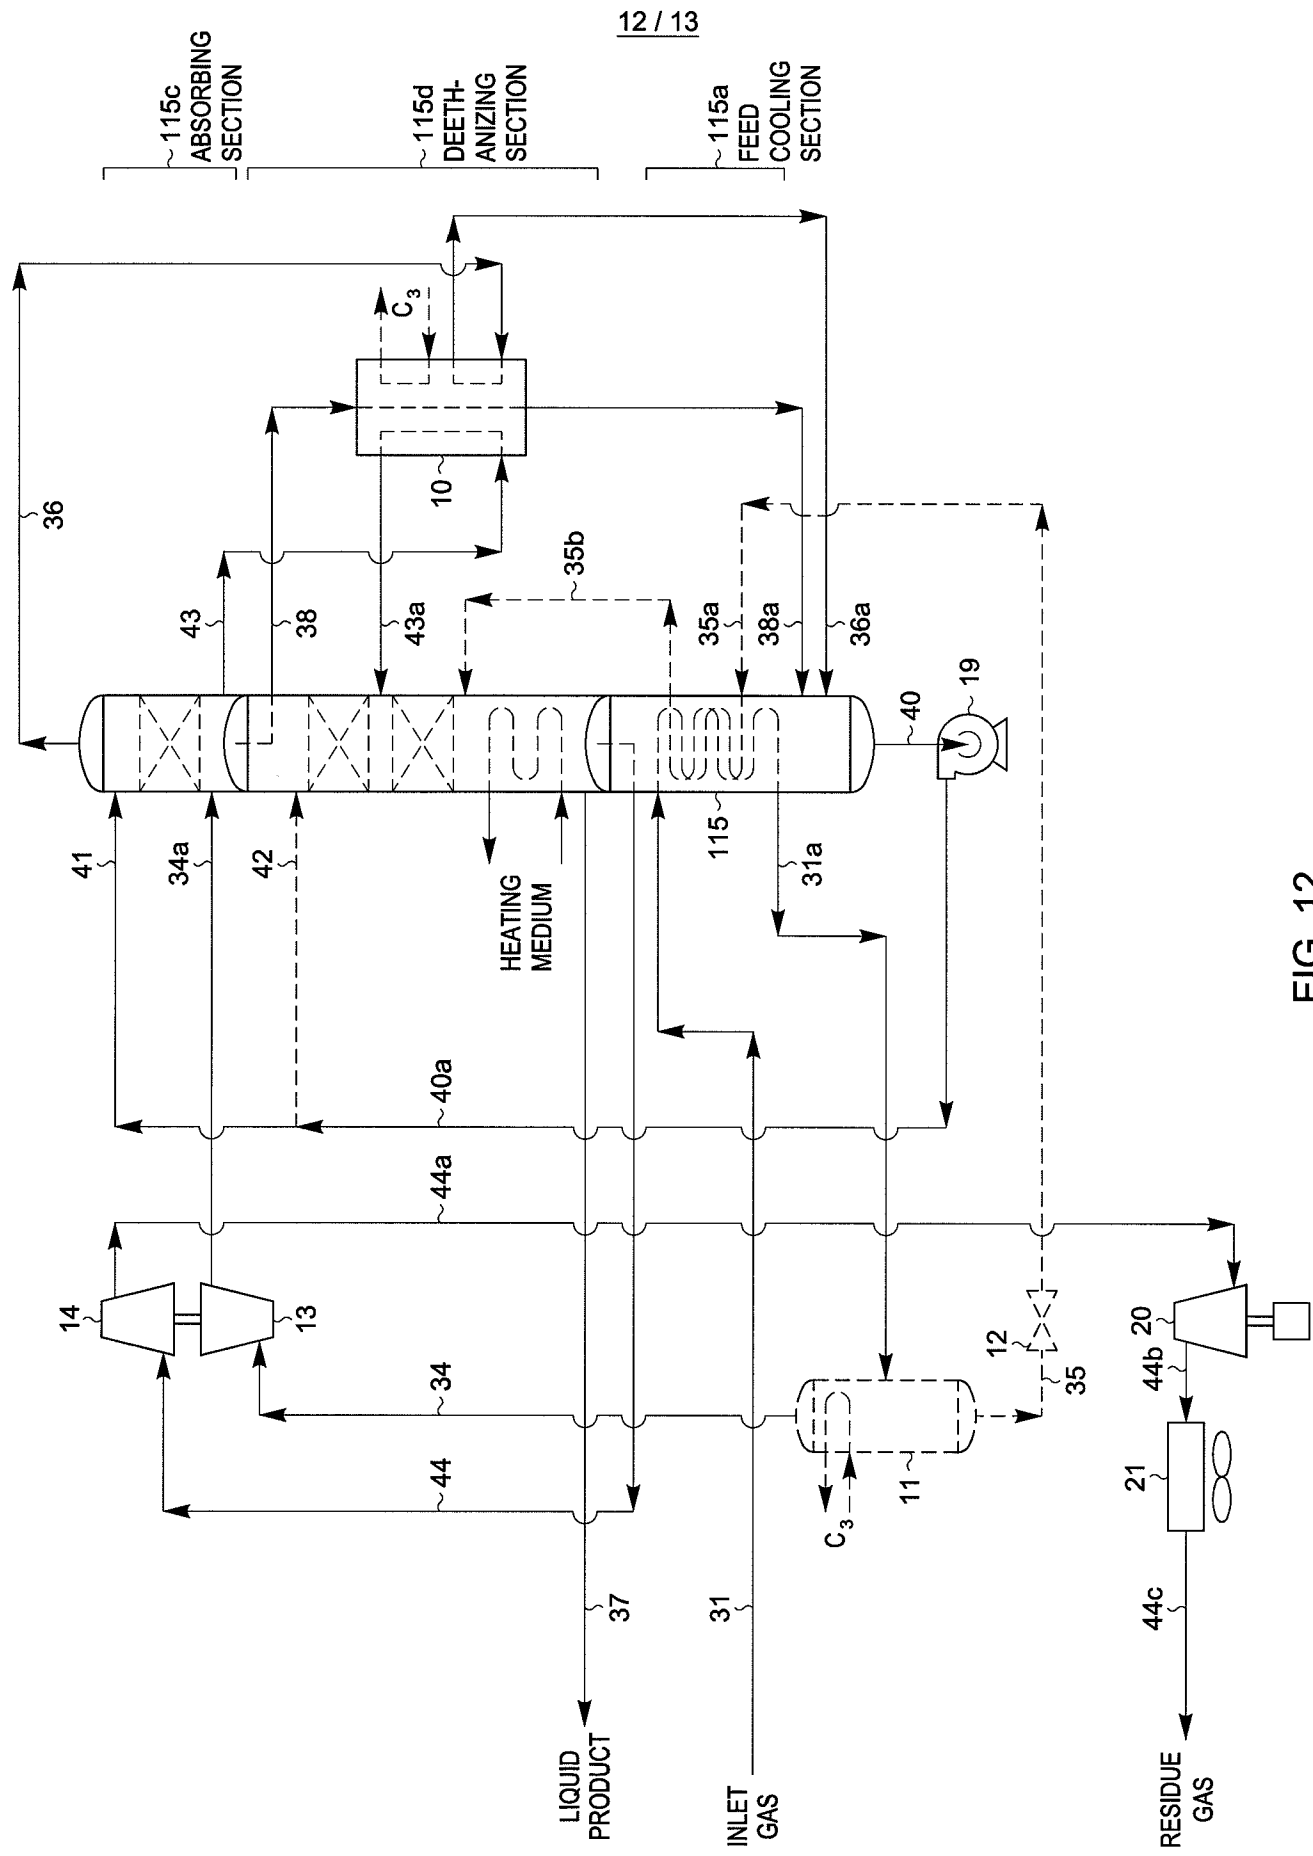 12 / 13
115c
ABSORBING
SECTION
115d
DEETH-
ANIZING
SECTION
115a
FEED
COOLING
SECTION
36
C3
10
43
38
43a
35b
35a
38a
36a
19
40
41
34a
42
HEATING
MEDIUM
115
31a
40a
44a
14
13
34
12
35
20
44b
44
11
C3
21
37
31
44c
LIQUID
PRODUCT
INLET
GAS
RESIDUE
GAS
FIG. 12